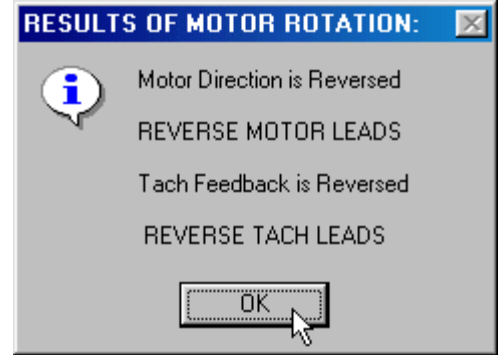 RESULTS OF MOTOR ROTATION:
Motor Direction is Reversed
REVERSE MOTOR LEADS
Tach Feedback is Reversed
REVERSE TACH LEADS
OK